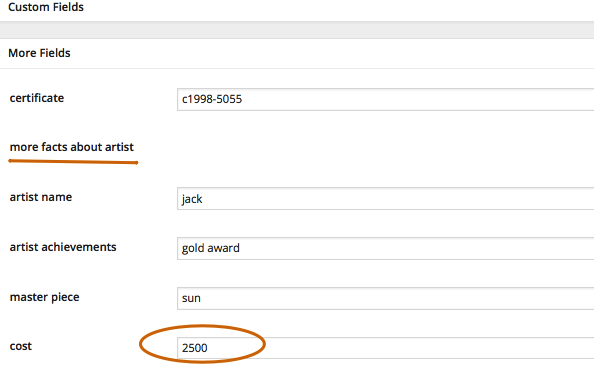 Custom Fields
More Fields
certificate c1998-5055
more facts about artist
artist name jack
artist achievements gold award
master piece sun
cost 2500